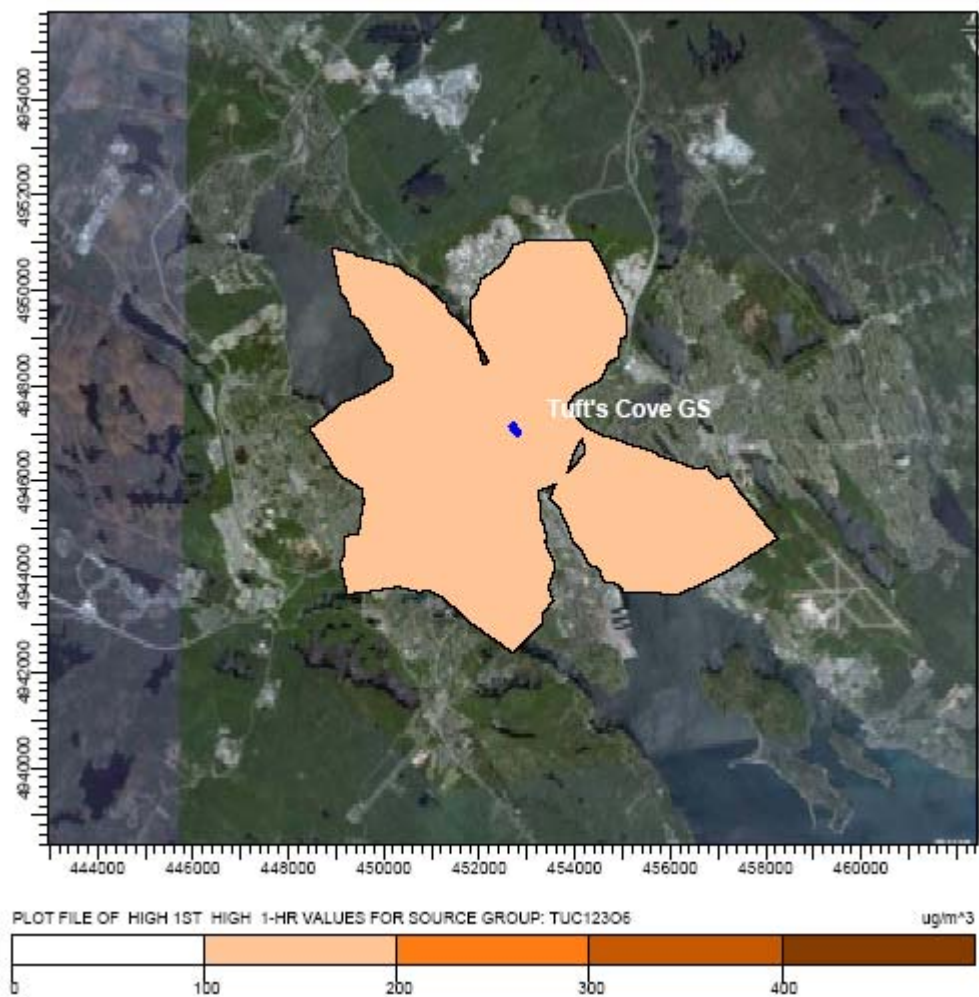 4954000
4952000
4950000
4948000
4946000
4944000
4942000
4940000
Tuft's Cove GS
444000 446000 448000 450000 452000 454000 456000 458000 460000
PLOT FILE OF HIGH 1ST HIGH 1-HR VALUES FOR SOURCE GROUP: TUC123O6 ug/m^3
0 100 200 300 400